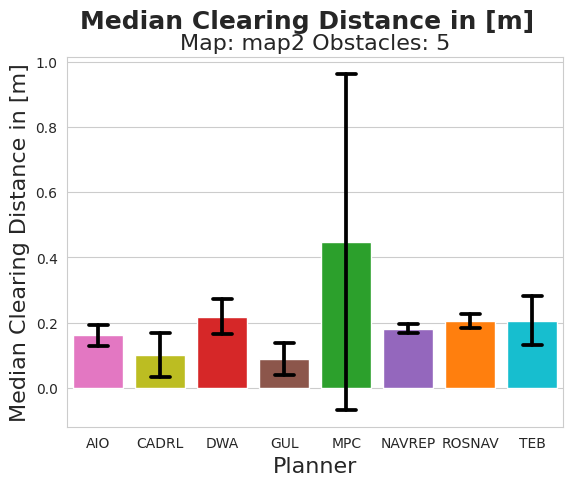 Median Clearing Distance in [m]
Map: map2 Obstacles: 5
Median Clearing Distance in [m]
1.0
0.8
0.6
0.4
0.2
0.0
AIO CADRL DWA GUL MPC NAVREP ROSNAV TEB
Planner